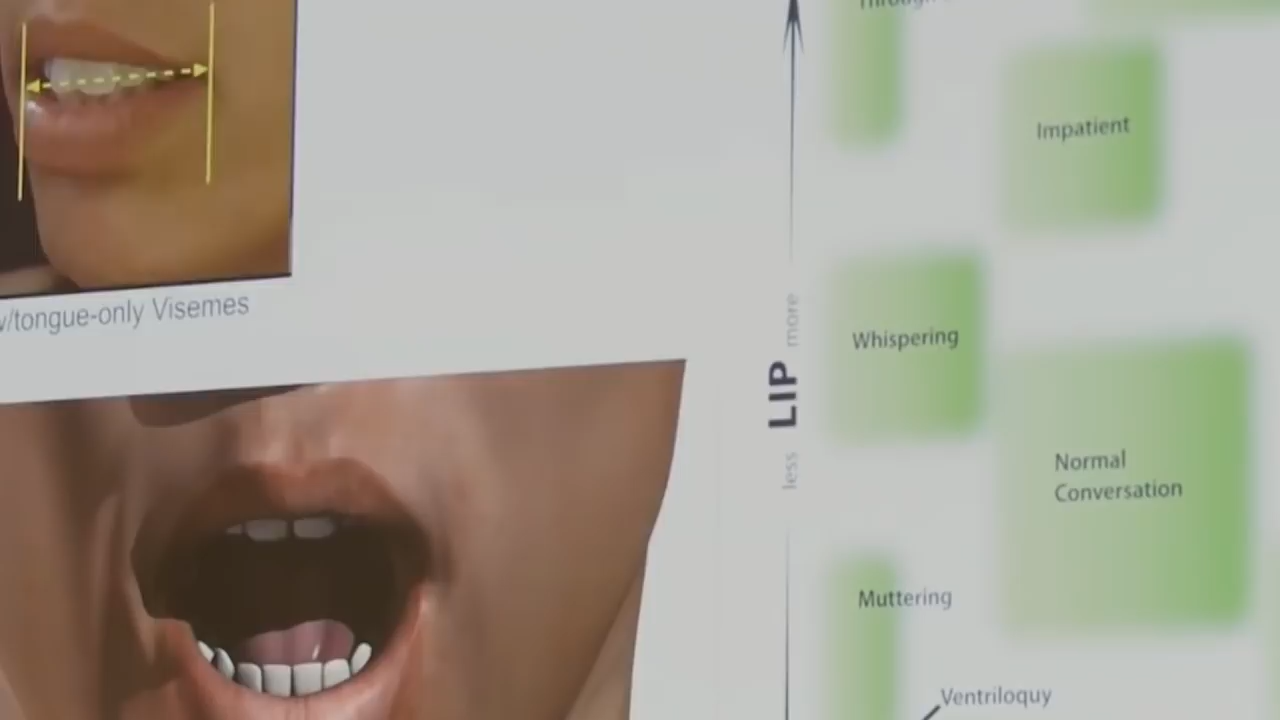 Impatient
w/tongue-only Visemes
less LIP more
Whispering
Normal
Conversation
Muttering
Ventriloquy